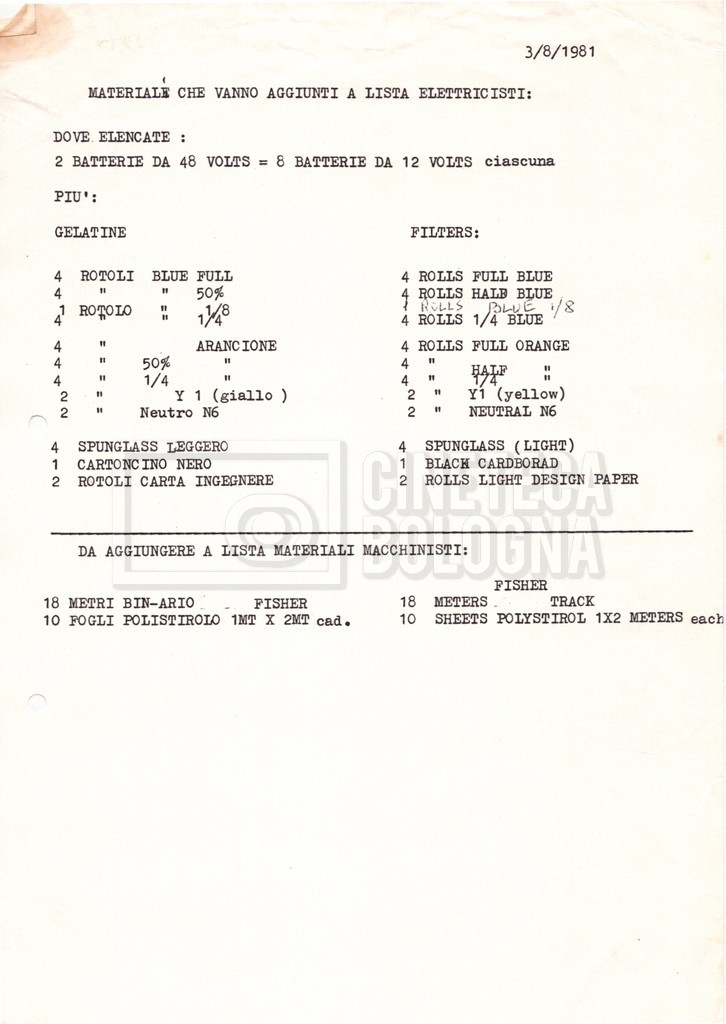 3/8/1981
MATERIALI CHE VANNO AGGIUNTI A LISTA ELETTRICISTI:
DOVE ELENCATE :
2 BATTERIE DA 48 VOLTS = 8 BATTERIE DA 12 VOLTS ciascuna
PIU':
GELATINE FILTERS:
4 ROTOLI BLUE FULL 4 ROLLS FULL BLUE
4 " " 50% 4 ROLLS HALF BLUE
1 ROTOLO " 1/8 1 ROLLS BLUE 1/8
4 " " 1/4 4 ROLLS 1/4 BLUE
4 " ARANCIONE 4 ROLLS FULL ORANGE
4 " 50% " 4 " HALF "
4 " 1/4 " 4 " 1/4 "
2 " Y 1 (giallo ) 2 " Y1 (yellow)
2 " Neutro N6 2 " NEUTRAL N6
4 SPUNGLASS LEGGERO 4 SPUNGLASS (LIGHT)
1 CARTONCINO NERO 1 BLACK CARDBORAD
2 ROTOLI CARTA INGEGNERE 2 ROLLS LIGHT DESIGN PAPER
CINETECA
BOLOGNA
DA AGGIUNGERE A LISTA MATERIALI MACCHINISTI:
FISHER
18 METRI BIN-ARIO FISHER 18 METERS TRACK
10 FOGLI POLISTIROLO 1MT X 2MT cad. 10 SHEETS POLYSTIROL 1X2 METERS each